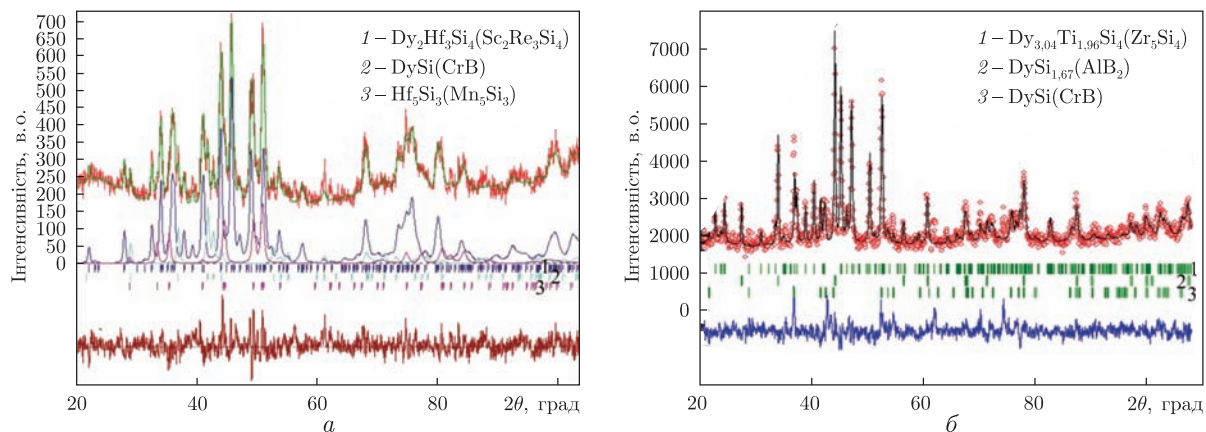 700
650
600
550
500
450
400
350
300
250
200
150
100
50
0
Інтенсивність, в.о.
1 – Dy₂Hf₃Si₄(Sc₂Re₃Si₄)
2 – DySi(CrB)
3 – Hf₅Si₃(Mn₅Si₃)
1
2
3
20 40 60 80 2θ, град
а
7000
6000
5000
4000
3000
2000
1000
0
Інтенсивність, в.о.
1 – Dy₃,₀₄Ti₁,₉₆Si₄(Zr₅Si₄)
2 – DySi₁,₆₇(AlB₂)
3 – DySi(CrB)
1
2
3
20 40 60 80 2θ, град
б